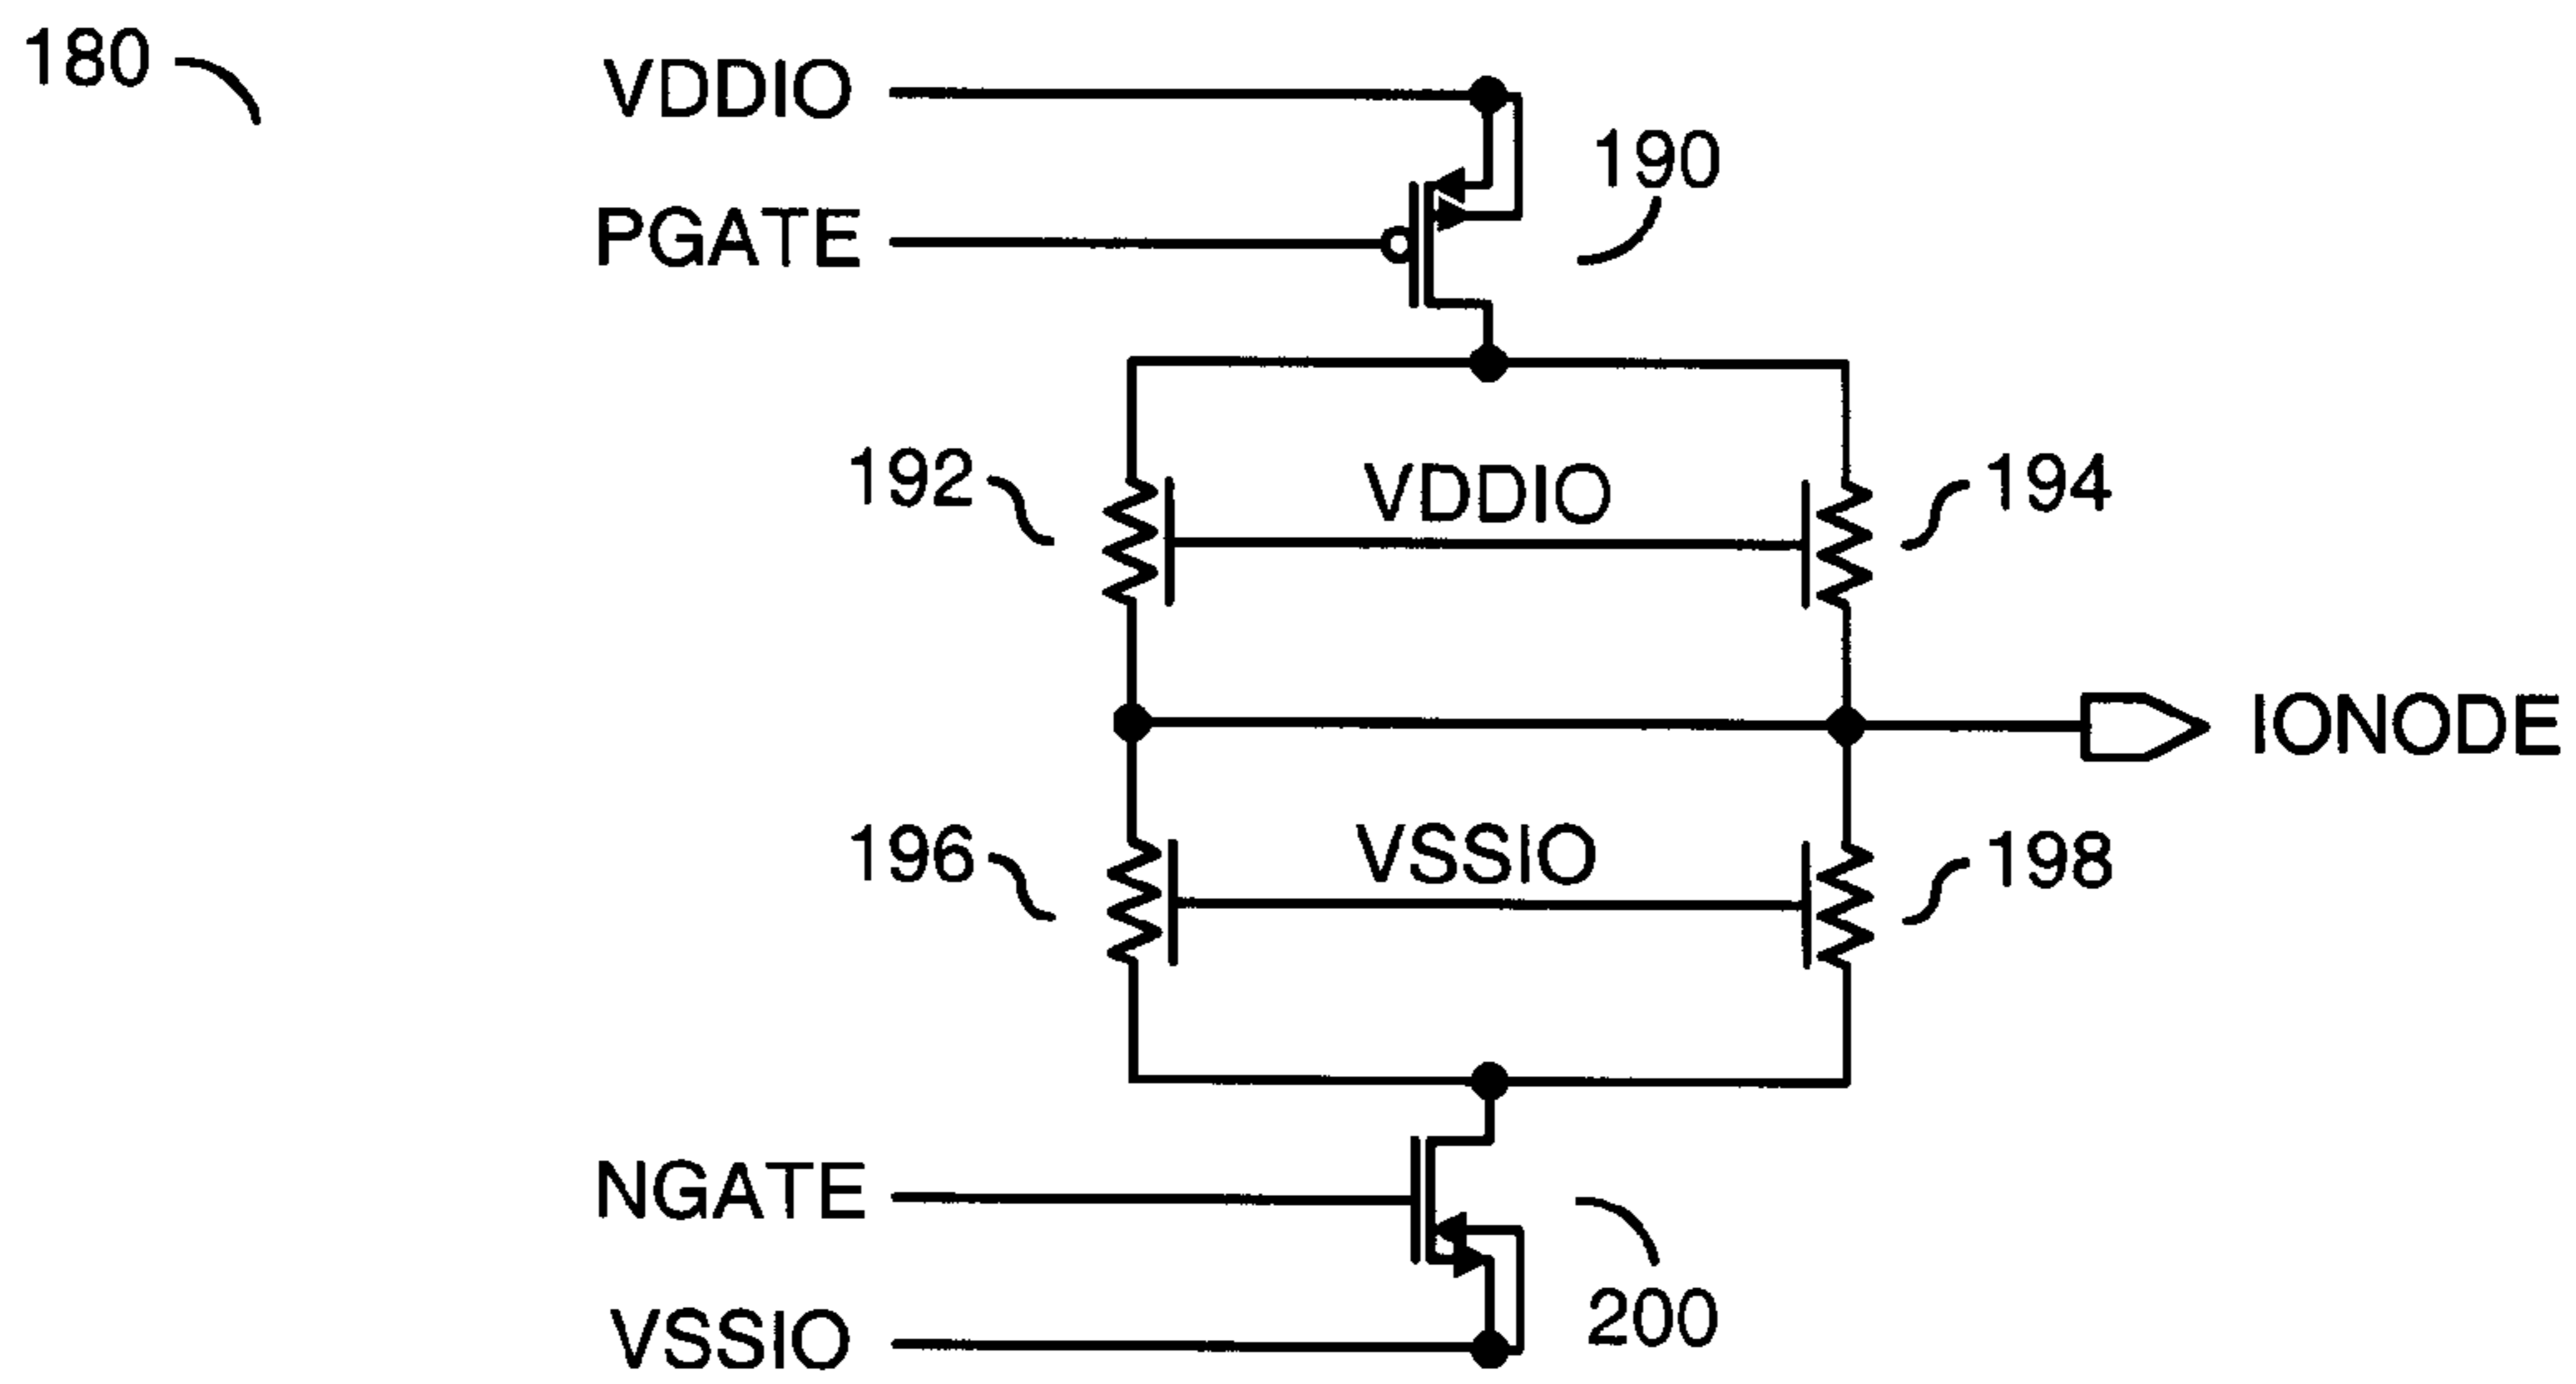 180
VDDIO
190
PGATE
192
VDDIO
194
IONODE
196
VSSIO
198
NGATE
200
VSSIO